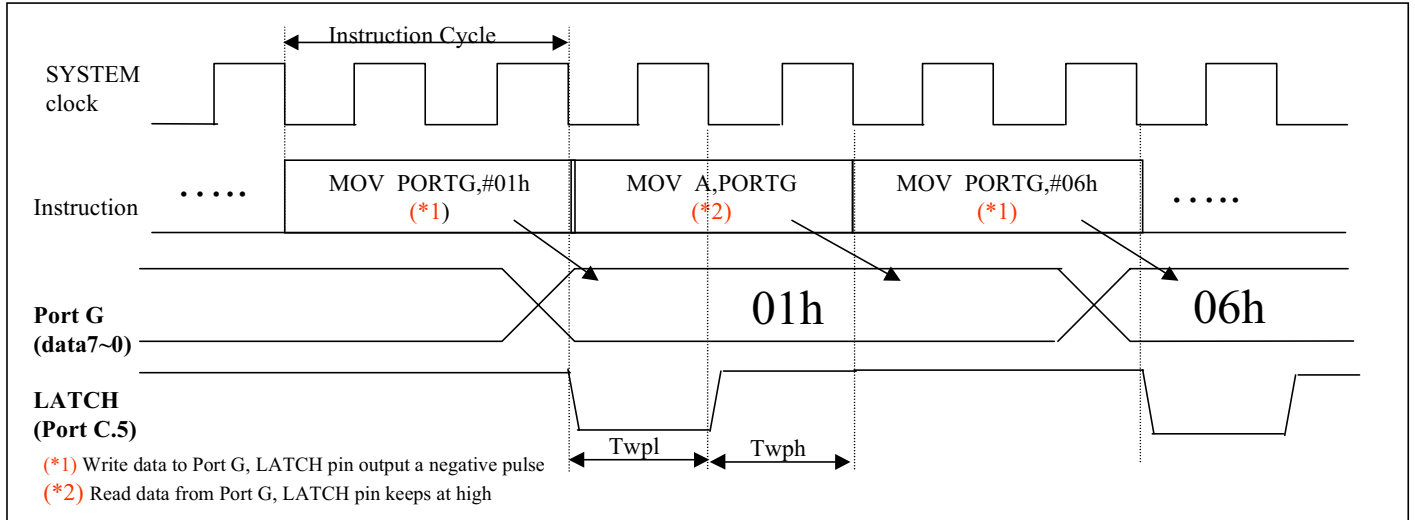 Instruction Cycle
SYSTEM
clock
.....
MOV PORTG,#01h
(*1)
MOV A,PORTG
(*2)
MOV PORTG,#06h
(*1)
.....
Instruction
01h
06h
Port G
(data7~0)
LATCH
(Port C.5)
Twpl
Twph
(*1) Write data to Port G, LATCH pin output a negative pulse
(*2) Read data from Port G, LATCH pin keeps at high